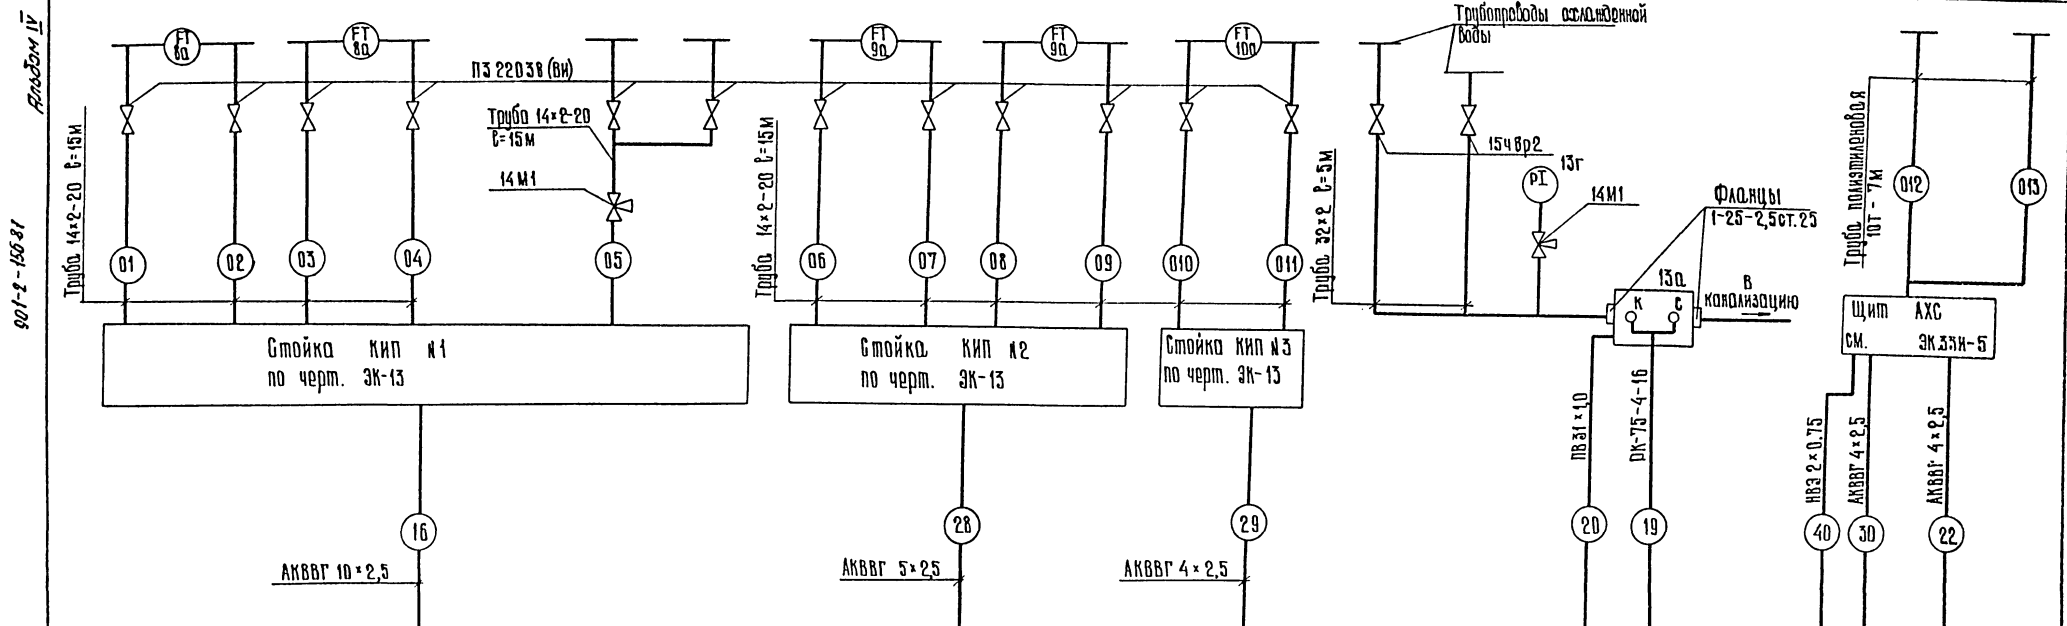 Альбом IV
901-2-156 87
FT
8а
FT
8а
FT
9а
FT
9а
FT
10а
ПЗ 22038 (ВИ)
Трубопроводы охлажденной
воды
Труба 14×2-20 ℓ=15м
Труба 14×2-20
ℓ=15м
14М1
Труба 14×2-20 ℓ=15м
Труба 32×2 ℓ=5м
15ч8р2
PI
13г
14М1
Фланцы
1-25-2,5ст.25
Труба полиэтиленовая
10Т-7м
01
02
03
04
05
06
07
08
09
010
011
012
013
13а
К
С
В
канализацию
Стойка КИП №1
по черт. ЭК-13
Стойка КИП №2
по черт. ЭК-13
Стойка КИП №3
по черт. ЭК-13
Щит АХС
см. ЭК.33И-5
ПВ31×1,0
РК-75-4-16
НВЭ 2×0.75
АКВВГ 4×2,5
АКВВГ 4×2,5
16
28
29
20
19
40
30
22
АКВВГ 10×2,5
АКВВГ 5×2,5
АКВВГ 4×2,5